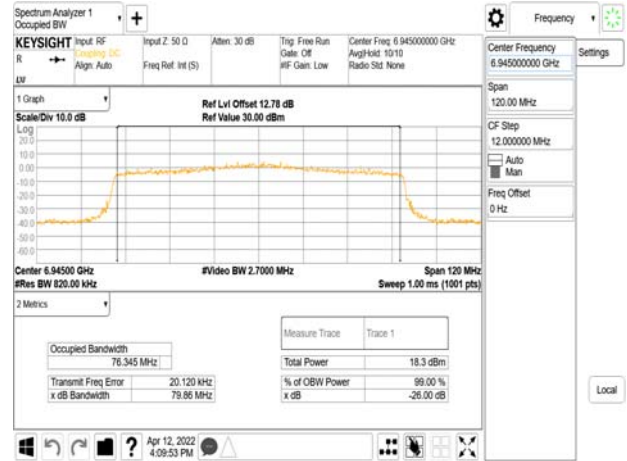 Spectrum Analyzer 1
Occupied BW
+
Frequency
KEYSIGHT Input: RF
Coupling: DC
Align: Auto
Input Z: 50 Ω
Freq Ref: Int (S)
Atten: 30 dB
Trig: Free Run
Gate: Off
#IF Gain: Low
Center Freq: 6.945000000 GHz
Avg|Hold: 10/10
Radio Std: None
R
LV
Center Frequency
6.945000000 GHz
Settings
Span
120.00 MHz
CF Step
12.000000 MHz
Auto
Man
Freq Offset
0 Hz
Local
1 Graph
Scale/Div 10.0 dB
Ref Lvl Offset 12.78 dB
Ref Value 30.00 dBm
Log
20.0
10.0
0.00
-10.0
-20.0
-30.0
-40.0
-50.0
-60.0
Center 6.94500 GHz
#Res BW 820.00 kHz
#Video BW 2.7000 MHz
Span 120 MHz
Sweep 1.00 ms (1001 pts)
2 Metrics
Measure Trace Trace 1
Occupied Bandwidth
76.345 MHz
Total Power 18.3 dBm
Transmit Freq Error 20.120 kHz
% of OBW Power 99.00 %
x dB Bandwidth 79.86 MHz
x dB -26.00 dB
?
Apr 12, 2022
4:09:53 PM